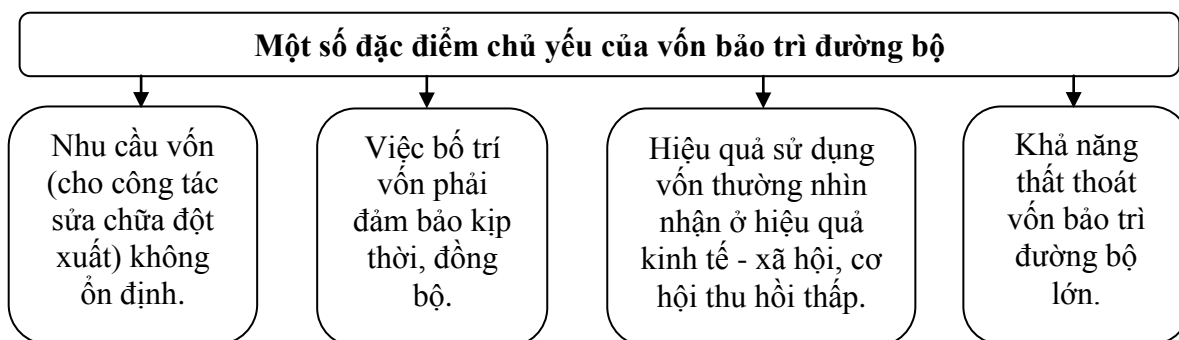 Một số đặc điểm chủ yếu của vốn bảo trì đường bộ
Nhu cầu vốn
(cho công tác
sửa chữa đột
xuất) không
ổn định.
Việc bố trí
vốn phải
đảm bảo kịp
thời, đồng
bộ.
Hiệu quả sử dụng
vốn thường nhìn
nhận ở hiệu quả
kinh tế - xã hội, cơ
hội thu hồi thấp.
Khả năng
thất thoát
vốn bảo trì
đường bộ
lớn.